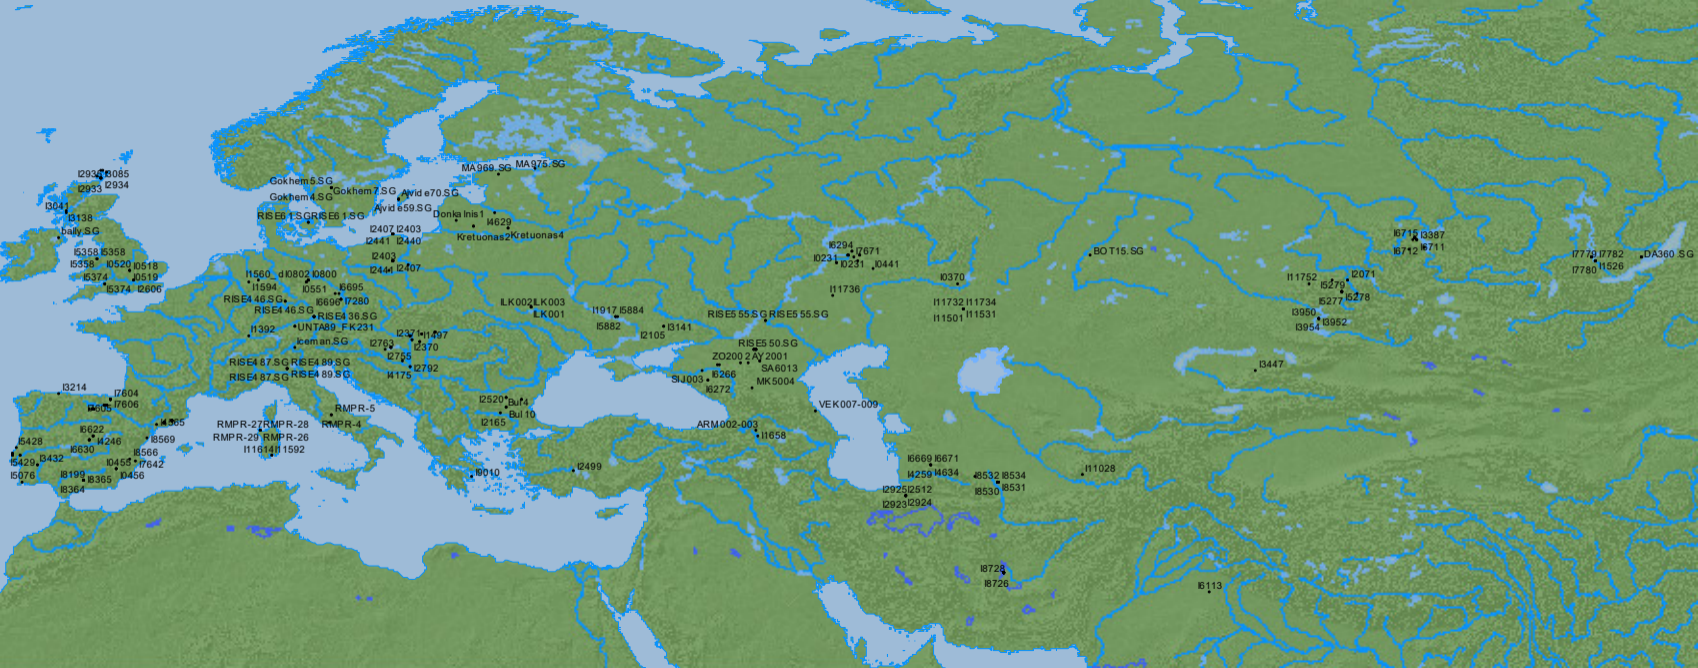 MA969.SG
MA975.SG
I3085
I2934
I2933
Gokhem5.SG
Gokhem7.SG
Gokhem4.SG
Ajvide70.SG
Ajvide59.SG
I3041
I3138
RISE61.SG RISE61.SG
Donkalnis1
I4629
Kretuonas2
Kretuonas4
bally.SG
I2407 I2403
I2441 I2440
I6715 I3387
I6712 I6711
I5358 I5358
I5358
I0520 I0518
I0519
I5374
I5374 I2606
I2403
I2441 I2407
I6294
I7671
I0231 I0231
I0441
BOT15.SG
I7779 I7782
I7780 I1526
DA360.SG
I0802 I0800
I1594
I0551
I6695
I6696 I7280
I0370
I11752
I2071
I5279
I5277 I5278
I11736
RISE446.SG
RISE446.SG
RISE436.SG
ILK002 ILK003
ILK001
I1917 I5884
I5882
I11732 I11734
I11501 I11531
RISE555.SG RISE555.SG
I3950
I3952
I3954
I1392
UNTA89_FK231
I2371 I1497
I2370
I2105
I3141
Iceman.SG
I2763
I2755
I2792
I4175
RISE550.SG
ZO2002 AY2001
SA6013
RISE487.SG RISE489.SG
RISE487.SG RISE489.SG
I6266
SIJ003
I6272
MK5004
I3447
I3214
I7604
I7606
I2520
Bul4
Bul10
I2165
VEK007-009
RMPR-5
RMPR-4
RMPR-27 RMPR-28
RMPR-29 RMPR-26
I11614 I11592
ARM002-003
I1658
I6622
I4246
I6630
I8569
I8566
I7642
I0455
I0456
I5428
I5429
I3432
I5076
I8199
I8365
I8364
I9010
I2499
I6669 I6671
I4259 I4634
I8532 I8534
I8530 I8531
I11028
I2925 I2512
I2923 I2924
I8728
I8726
I6113